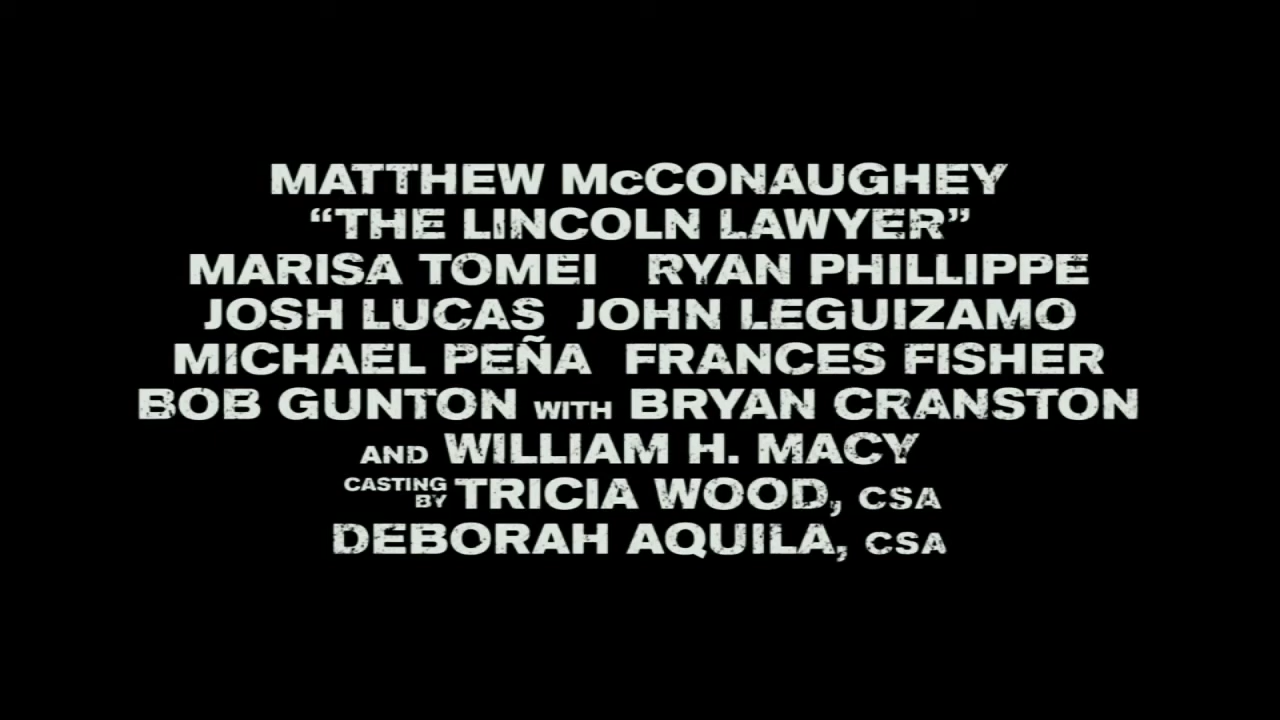 MATTHEW McCONAUGHEY
“THE LINCOLN LAWYER”
MARISA TOMEI RYAN PHILLIPPE
JOSH LUCAS JOHN LEGUIZAMO
MICHAEL PEÑA FRANCES FISHER
BOB GUNTON WITH BRYAN CRANSTON
AND WILLIAM H. MACY
CASTING BY TRICIA WOOD, CSA
DEBORAH AQUILA, CSA